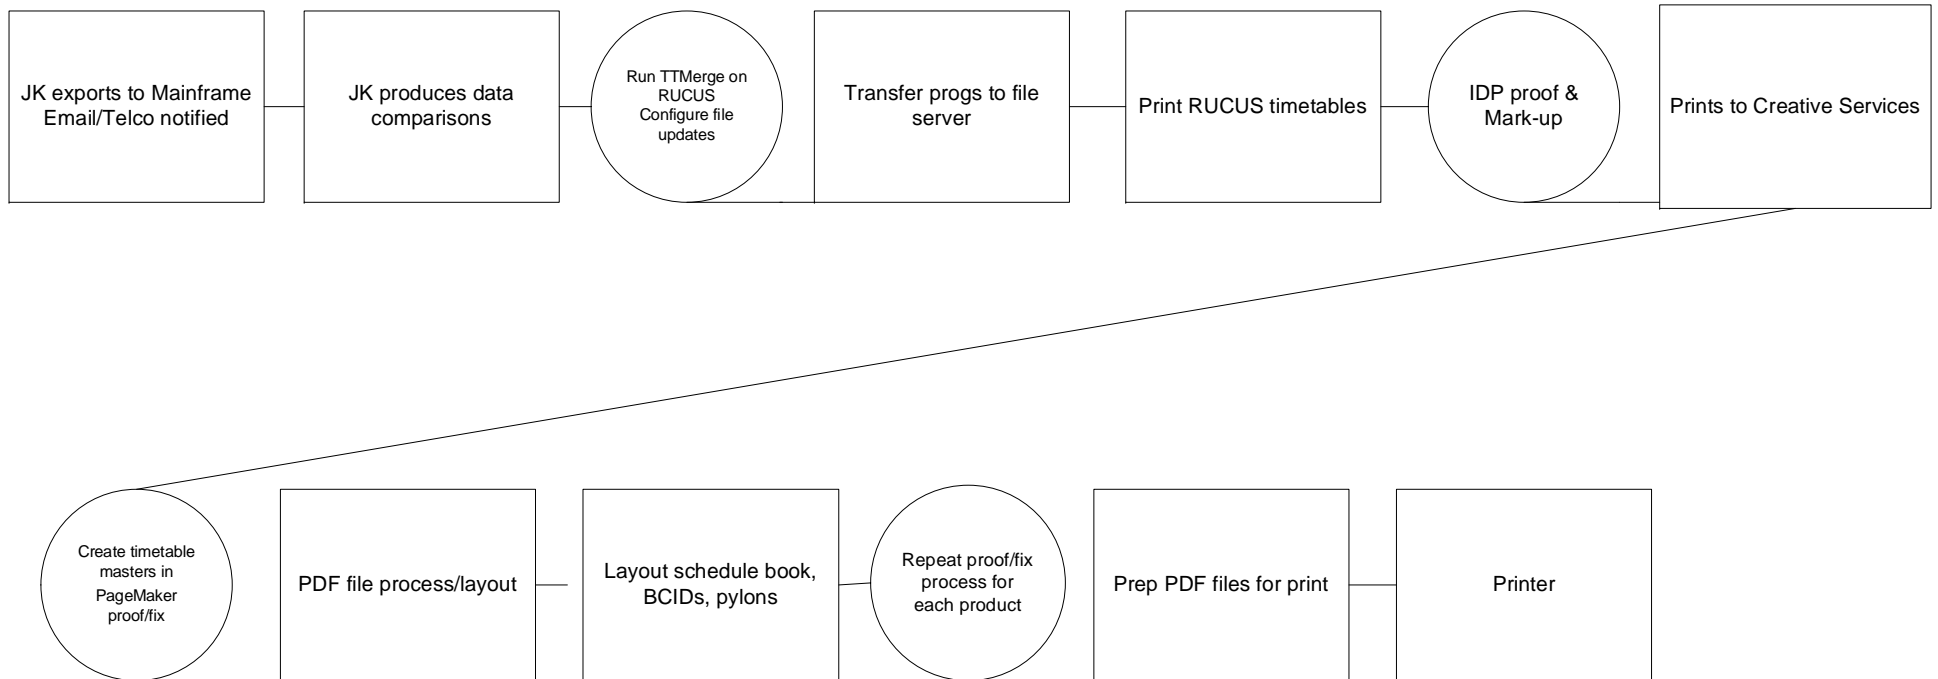 JK exports to Mainframe
Email/Telco notified
JK produces data
comparisons
Run TTMerge on
RUCUS
Configure file
updates
Transfer progs to file
server
Print RUCUS timetables
IDP proof &
Mark-up
Prints to Creative Services
Create timetable
masters in
PageMaker
proof/fix
PDF file process/layout
Layout schedule book,
BCIDs, pylons
Repeat proof/fix
process for
each product
Prep PDF files for print
Printer